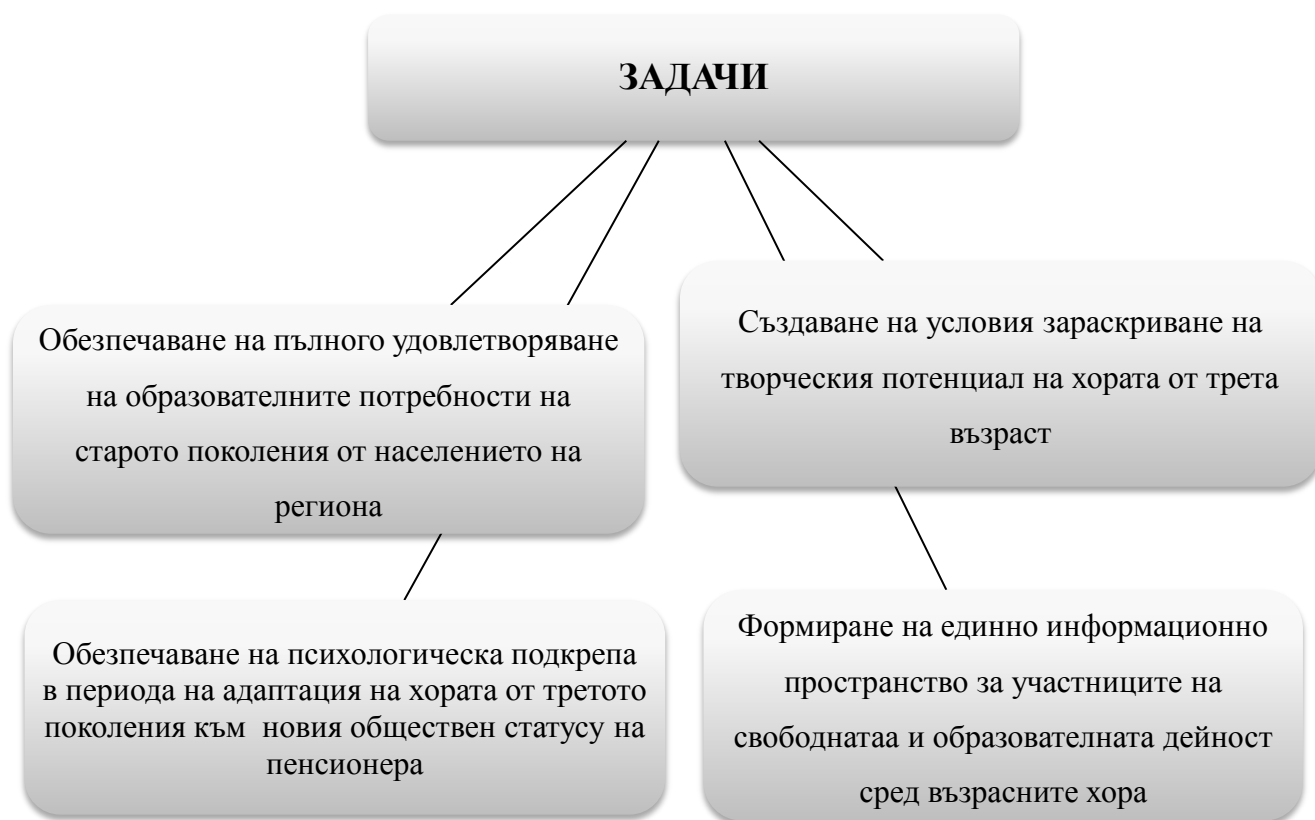 ЗАДАЧИ
Обезпечаване на пълного удовлетворяване
на образователните потребности на
старото поколения от населението на
региона
Създаване на условия зараскриване на
творческия потенциал на хората от трета
възраст
Обезпечаване на психологическа подкрепа
в периода на адаптация на хората от третото
поколения към  новия обществен статусу на
пенсионера
Формиране на единно информационно
пространство за участниците на
свободнатаа и образователната дейност
сред възрасните хора